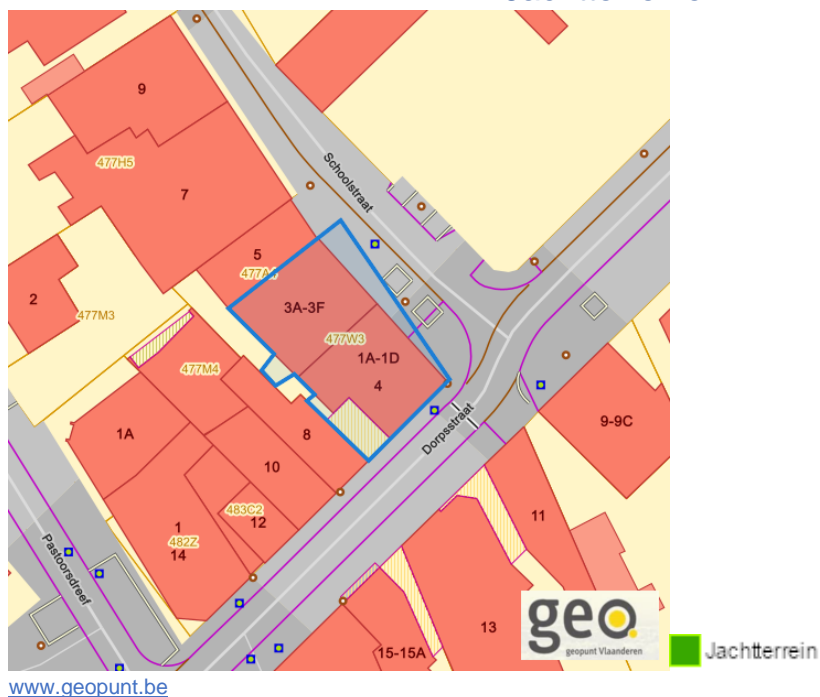 9
477H5
7
Schoolstraat
5
477A4
2
477M3
3A-3F
477W3
1A-1D
4
477M4
1A
8
9-9C
Dorpsstraat
10
483C2
12
11
1
482Z
14
Pastoorsdreef
13
15-15A
geo.
geopunt Vlaanderen
Jachtterrein
www.geopunt.be